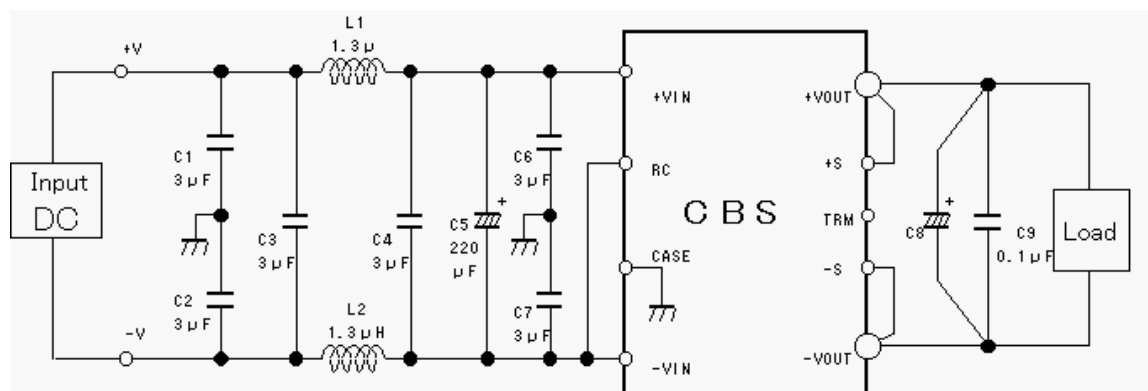 L1
1.3μ
+V
+VIN
+VOUT
C1
3μF
C6
3μF
RC
+S
Input
DC
CBS
TRM
C3
3μF
C4
3μF
C5
220
μF
+
C8
+
C9
0.1μF
Load
CASE
-S
C2
3μF
C7
3μF
L2
1.3μH
-V
-VIN
-VOUT